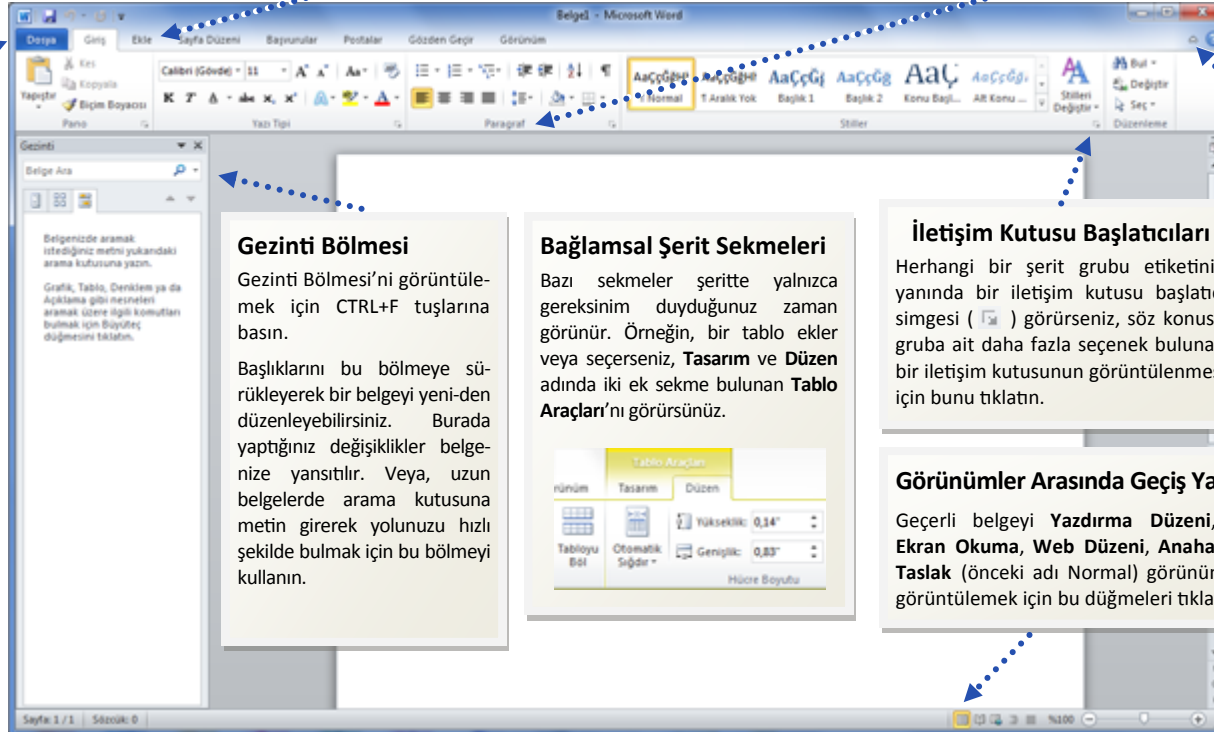 Belge1 - Microsoft Word
Dosya Giriş Ekle Sayfa Düzeni Başvurular Postalar Gözden Geçir Görünüm
Yapıştır
Kes
Kopyala
Biçim Boyacısı
Pano
Calibri (Gövde) 11
K T A abc x, x²
Yazı Tipi
Paragraf
AaÇçĞğHH AaÇçĞğHH AaÇçĞğ AaÇçĞğ AaÇ AaÇçĞğ
¶ Normal ¶ Aralık Yok Başlık 1 Başlık 2 Konu Başl... Alt Konu ...
Stiller
Stilleri
Değiştir
Bul
Değiştir
Seç
Düzenleme
Gezinti
Belge Ara
Belgenizde aramak
istediğiniz metni yukarıdaki
arama kutusuna yazın.
Grafik, Tablo, Denklem ya da
Açıklama gibi nesneleri
aramak üzere ilgili komutları
bulmak için Büyüteç
düğmesini tıklatın.
Gezinti Bölmesi
Gezinti Bölmesi’ni görüntüle-
mek için CTRL+F tuşlarına
basın.
Başlıklarını bu bölmeye sü-
rükleyerek bir belgeyi yeni-den
düzenleyebilirsiniz. Burada
yaptığınız değişiklikler belge-
nize yansıtılır. Veya, uzun
belgelerde arama kutusuna
metin girerek yolunuzu hızlı
şekilde bulmak için bu bölmeyi
kullanın.
Bağlamsal Şerit Sekmeleri
Bazı sekmeler şeritte yalnızca
gereksinim duyduğunuz zaman
görünür. Örneğin, bir tablo ekler
veya seçerseniz, Tasarım ve Düzen
adında iki ek sekme bulunan Tablo
Araçları’nı görürsünüz.
Tablo Araçları
rünüm Tasarım Düzen
Tabloyu
Böl
Otomatik
Sığdır
Yükseklik: 0,14"
Genişlik: 0,83"
Hücre Boyutu
İletişim Kutusu Başlatıcıları
Herhangi bir şerit grubu etiketini
yanında bir iletişim kutusu başlatı
simgesi ( ) görürseniz, söz konus
gruba ait daha fazla seçenek buluna
bir iletişim kutusunun görüntülenmes
için bunu tıklatın.
Görünümler Arasında Geçiş Ya
Geçerli belgeyi Yazdırma Düzeni,
Ekran Okuma, Web Düzeni, Anaha
Taslak (önceki adı Normal) görünür
görüntülemek için bu düğmeleri tıkla
Sayfa: 1 / 1 Sözcük: 0
%100